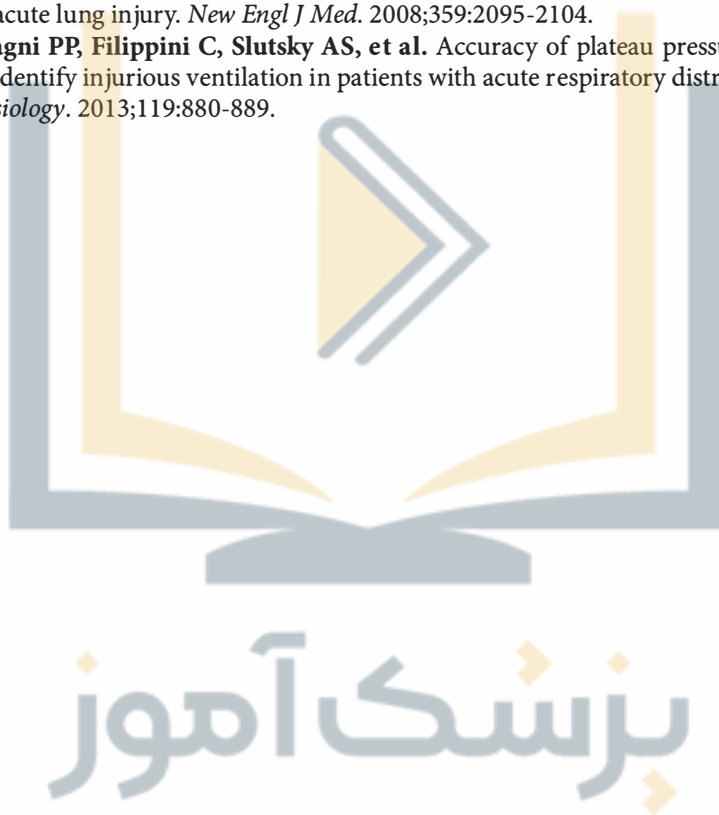 acute lung injury. New Engl J Med. 2008;359:2095-2104.
agni PP, Filippini C, Slutsky AS, et al. Accuracy of plateau pressu
dentify injurious ventilation in patients with acute respiratory distr
siology. 2013;119:880-889.
پزشک آموز